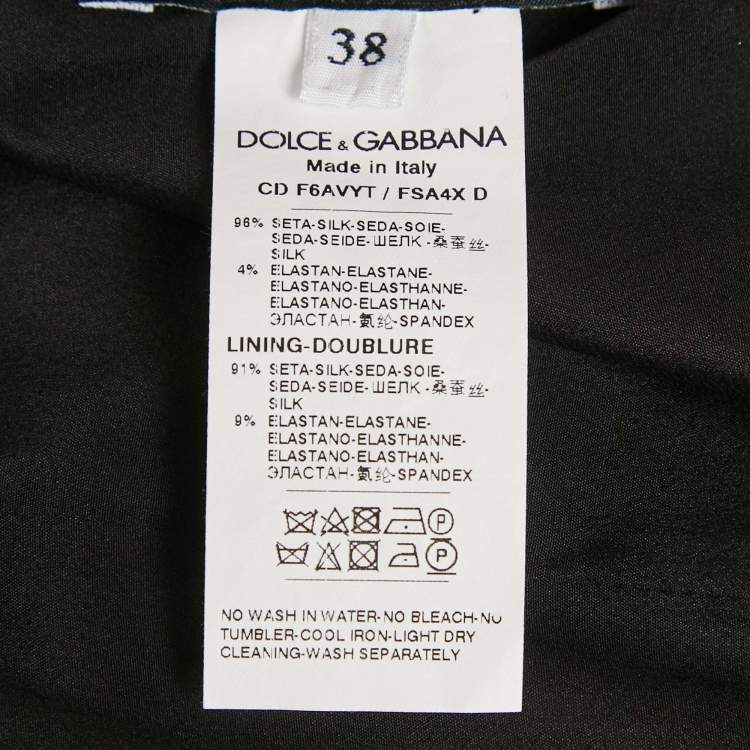 38
DOLCE & GABBANA
Made in Italy
CD F6AVYT / FSA4X D
96% SETA-SILK-SEDA-SOIE-
SEDA-SEIDE-ШЕЛК -桑蚕丝-
SILK
4% ELASTAN-ELASTANE-
ELASTANO-ELASTHANNE-
ELASTANO-ELASTHAN-
ЭЛАСТАН-氨纶-SPANDEX
LINING-DOUBLURE
91% SETA-SILK-SEDA-SOIE-
SEDA-SEIDE-ШЕЛК -桑蚕丝-
SILK
9% ELASTAN-ELASTANE-
ELASTANO-ELASTHANNE-
ELASTANO-ELASTHAN-
ЭЛАСТАН-氨纶-SPANDEX
P
P
NO WASH IN WATER-NO BLEACH-NO
TUMBLER-COOL IRON-LIGHT DRY
CLEANING-WASH SEPARATELY